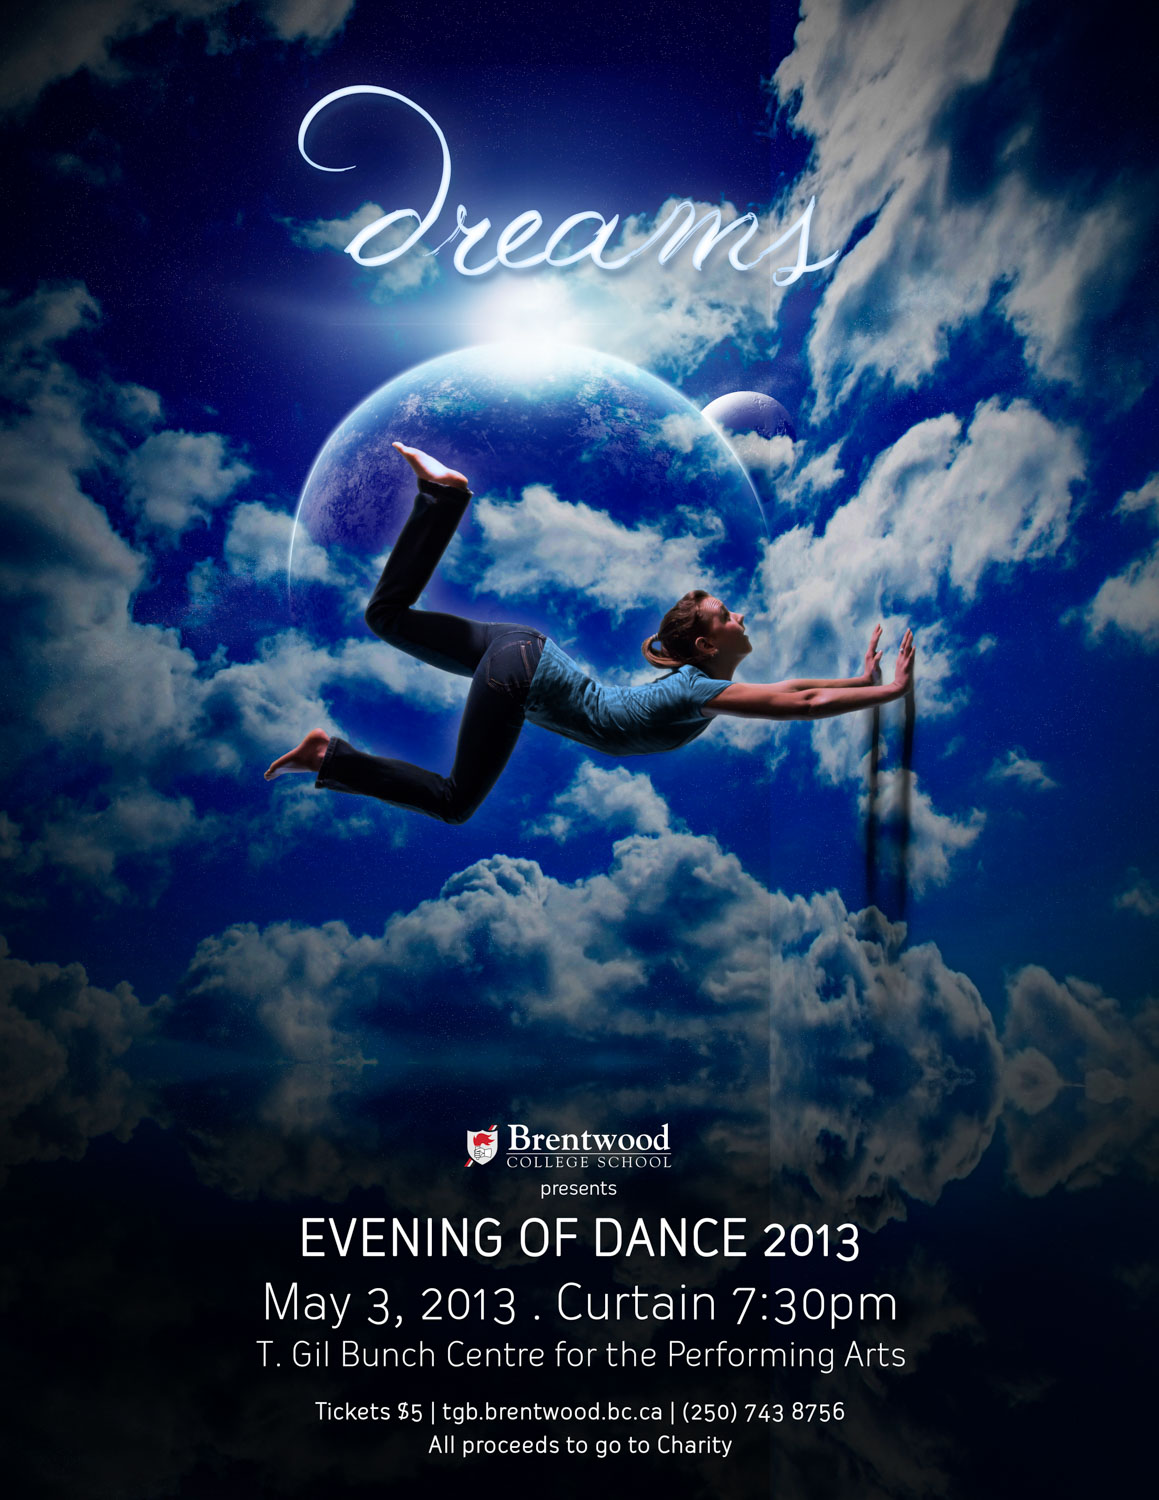 dreams
Brentwood
COLLEGE SCHOOL
presents
EVENING OF DANCE 2013
May 3, 2013 . Curtain 7:30pm
T. Gil Bunch Centre for the Performing Arts
Tickets $5 | tgb.brentwood.bc.ca | (250) 743 8756
All proceeds to go to Charity